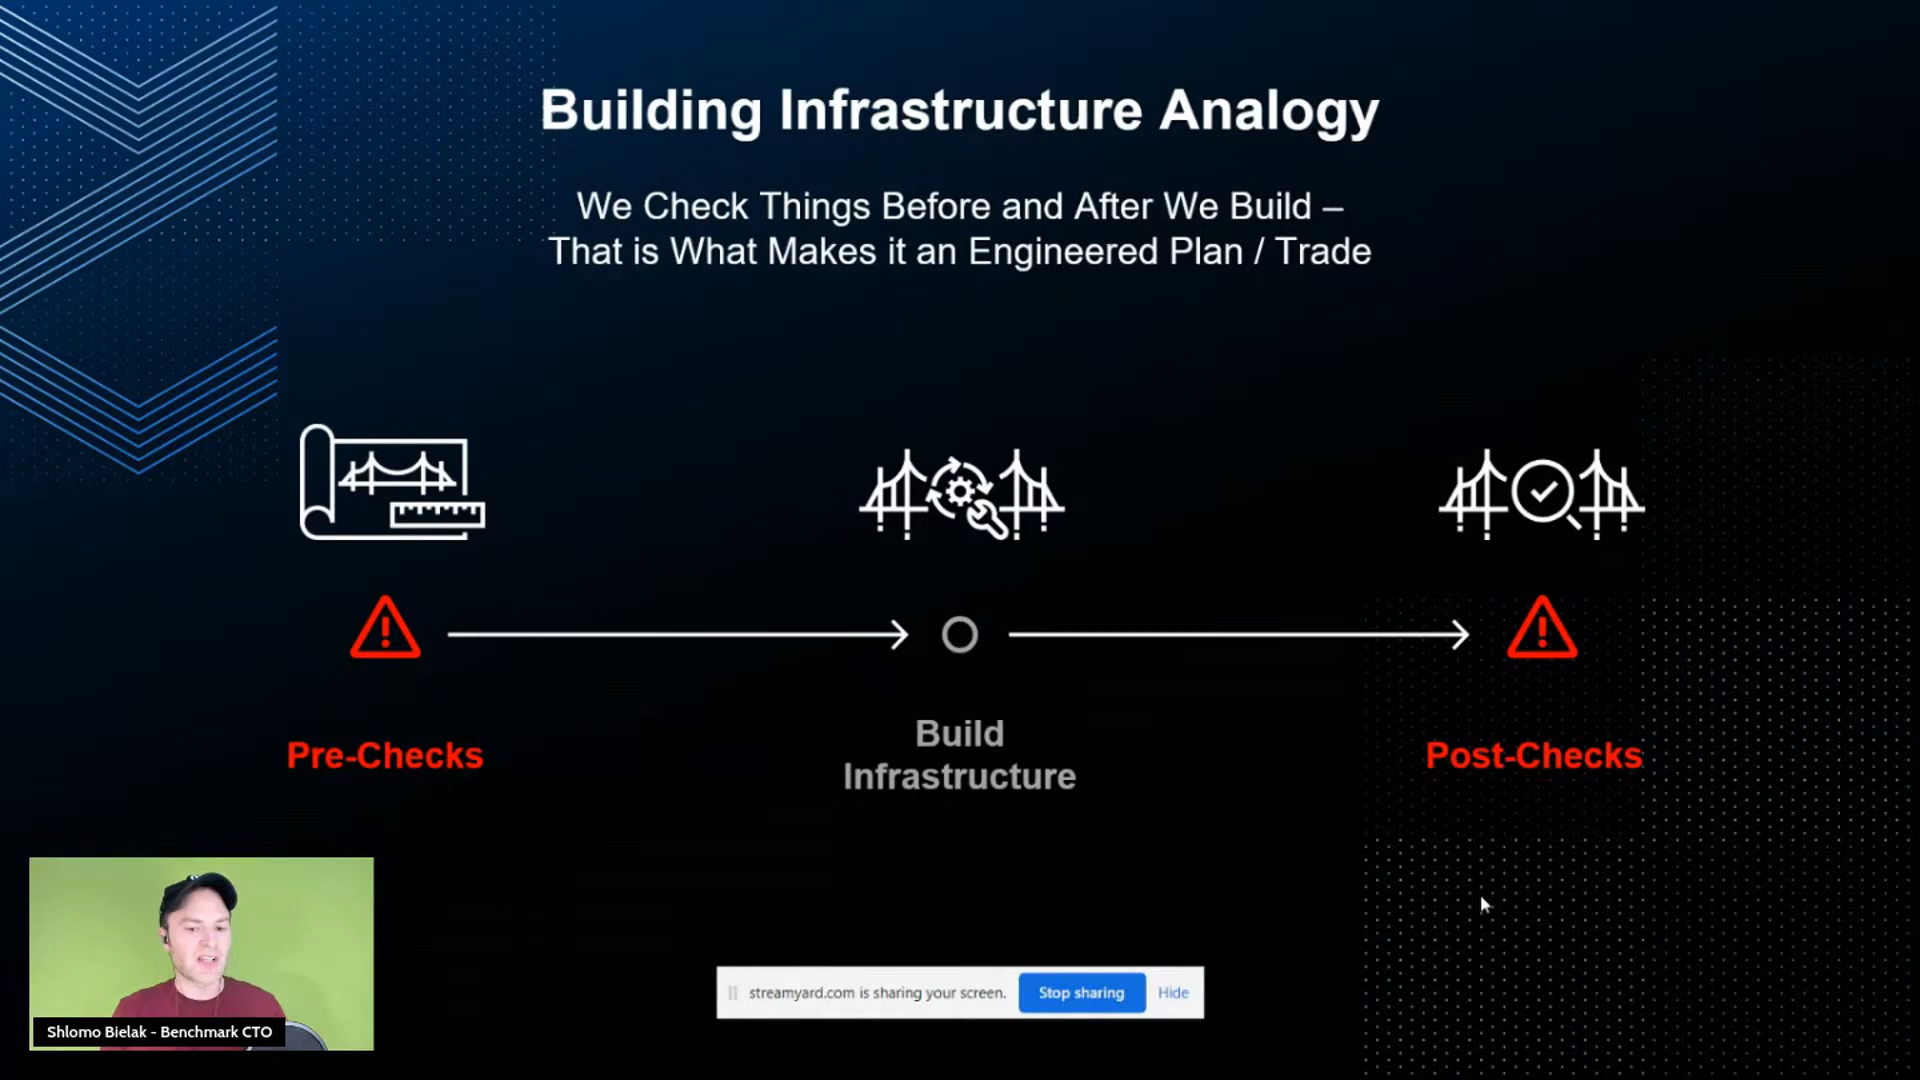 Building Infrastructure Analogy
We Check Things Before and After We Build –
That is What Makes it an Engineered Plan / Trade
Pre-Checks
Build
Infrastructure
Post-Checks
streamyard.com is sharing your screen.
Stop sharing
Hide
Shlomo Bielak - Benchmark CTO